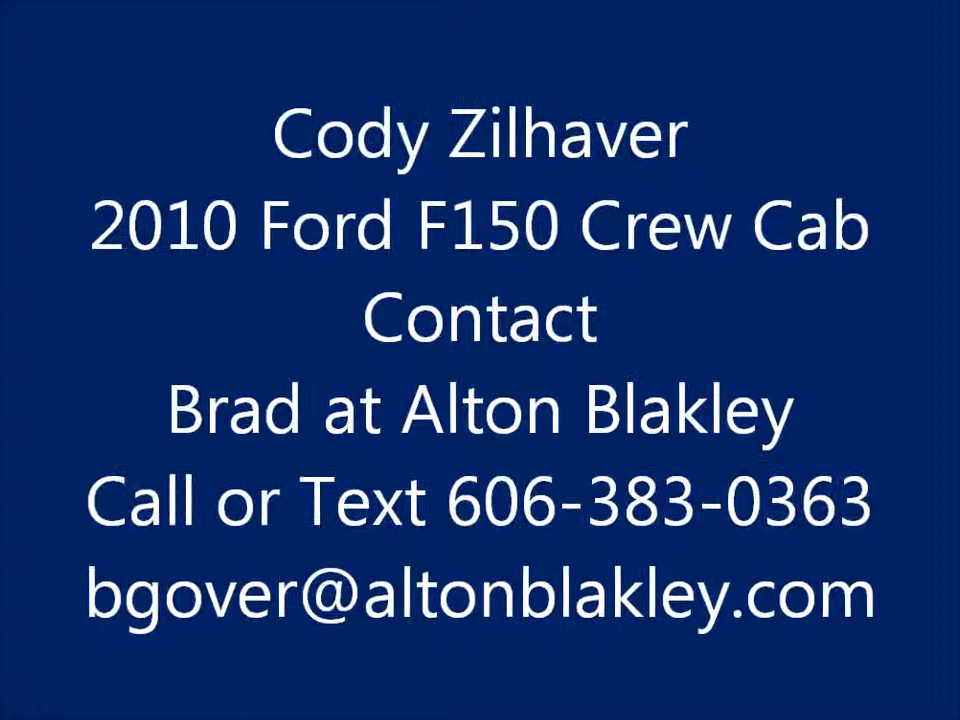 Cody Zilhaver
2010 Ford F150 Crew Cab
Contact
Brad at Alton Blakley
Call or Text 606-383-0363
bgover@altonblakley.com